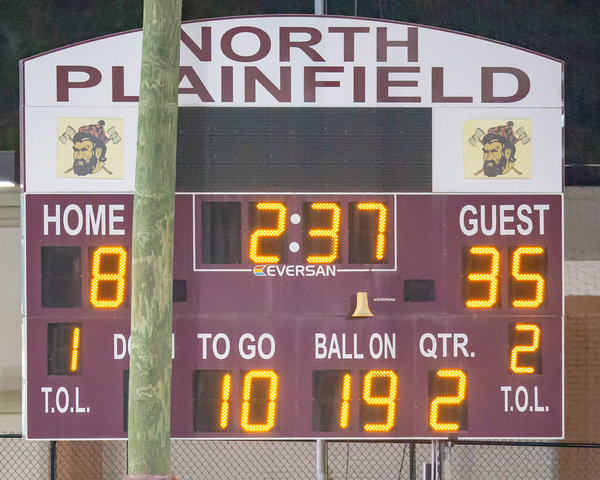 NORTH
PLAINFIELD
HOME 2:37 GUEST
8 35
EVERSAN
EVERSAN
1 TO GO BALL ON QTR. 2
T.O.L. 10 19 2 T.O.L.